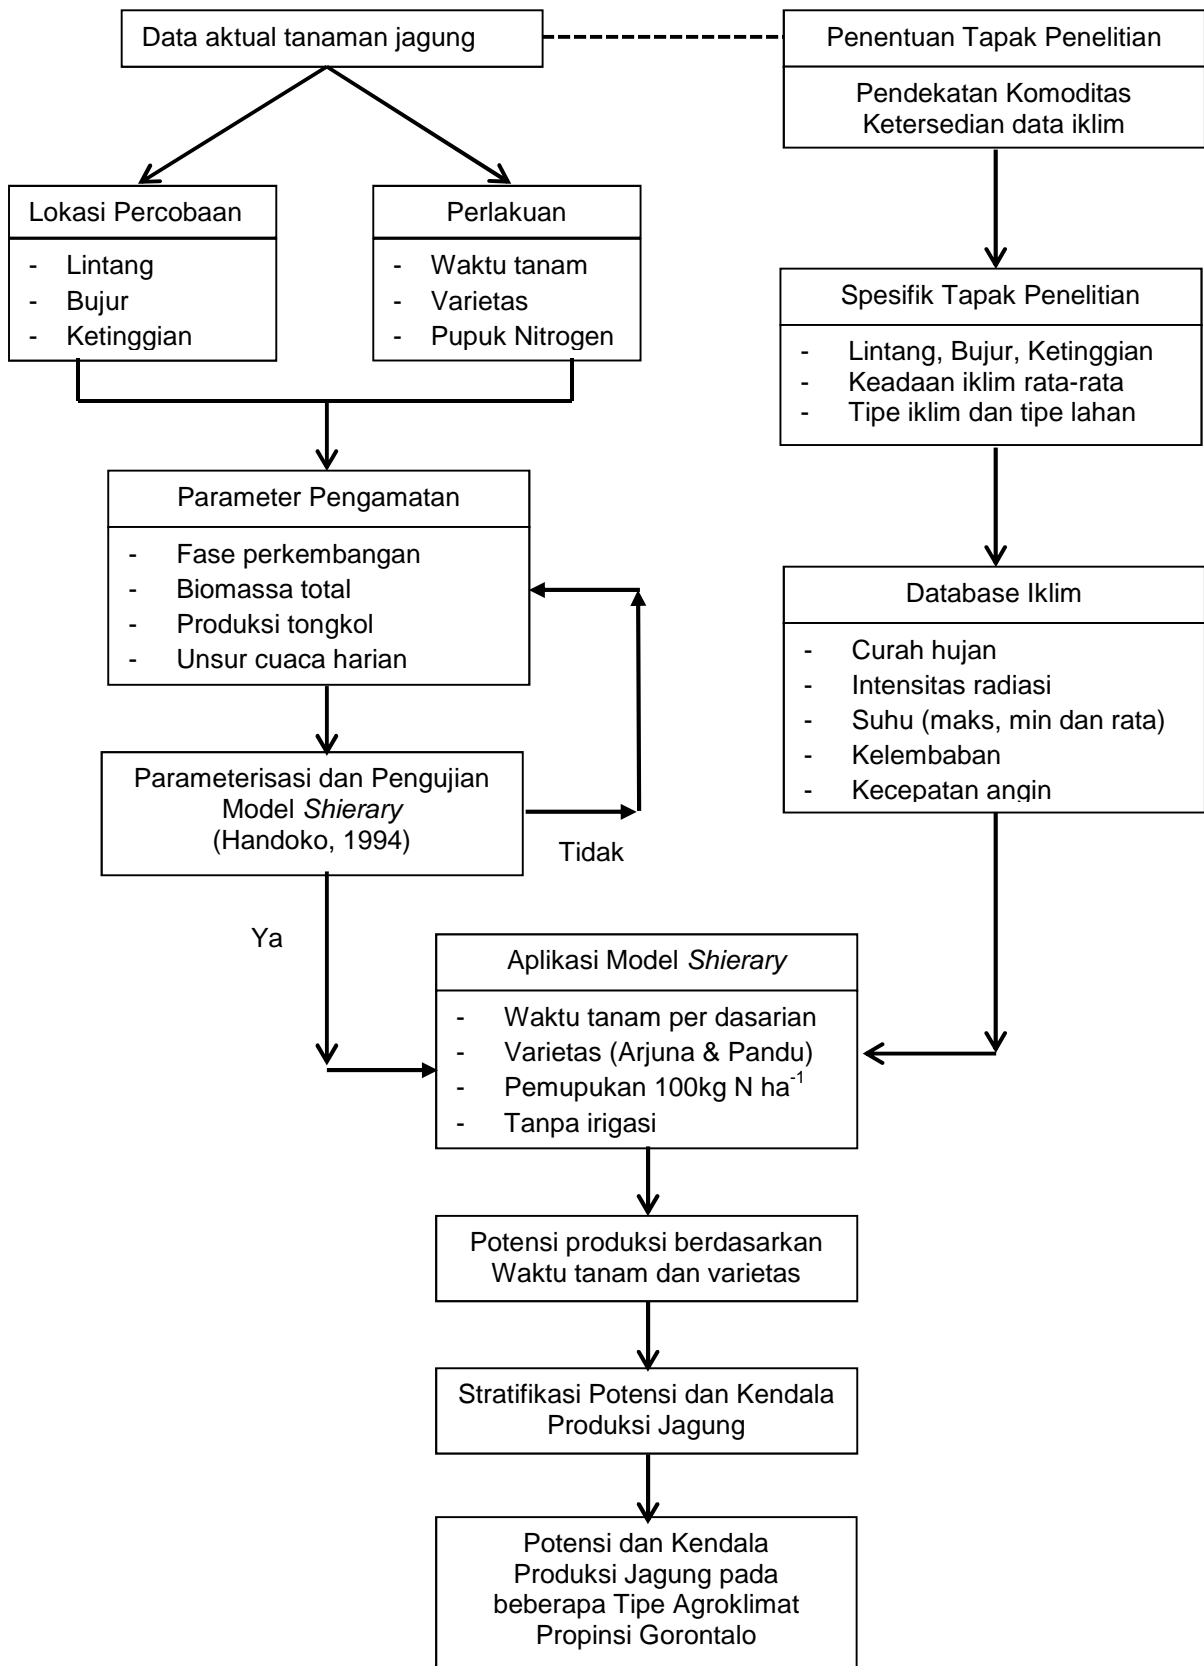 Data aktual tanaman jagung
Penentuan Tapak Penelitian
Pendekatan Komoditas
Ketersedian data iklim
Lokasi Percobaan
- Lintang
- Bujur
- Ketinggian
Perlakuan
- Waktu tanam
- Varietas
- Pupuk Nitrogen
Spesifik Tapak Penelitian
- Lintang, Bujur, Ketinggian
- Keadaan iklim rata-rata
- Tipe iklim dan tipe lahan
Parameter Pengamatan
- Fase perkembangan
- Biomassa total
- Produksi tongkol
- Unsur cuaca harian
Database Iklim
- Curah hujan
- Intensitas radiasi
- Suhu (maks, min dan rata)
- Kelembaban
- Kecepatan angin
Parameterisasi dan Pengujian
Model Shierary
(Handoko, 1994)
Tidak
Ya
Aplikasi Model Shierary
- Waktu tanam per dasarian
- Varietas (Arjuna & Pandu)
- Pemupukan 100kg N ha⁻¹
- Tanpa irigasi
Potensi produksi berdasarkan
Waktu tanam dan varietas
Stratifikasi Potensi dan Kendala
Produksi Jagung
Potensi dan Kendala
Produksi Jagung pada
beberapa Tipe Agroklimat
Propinsi Gorontalo